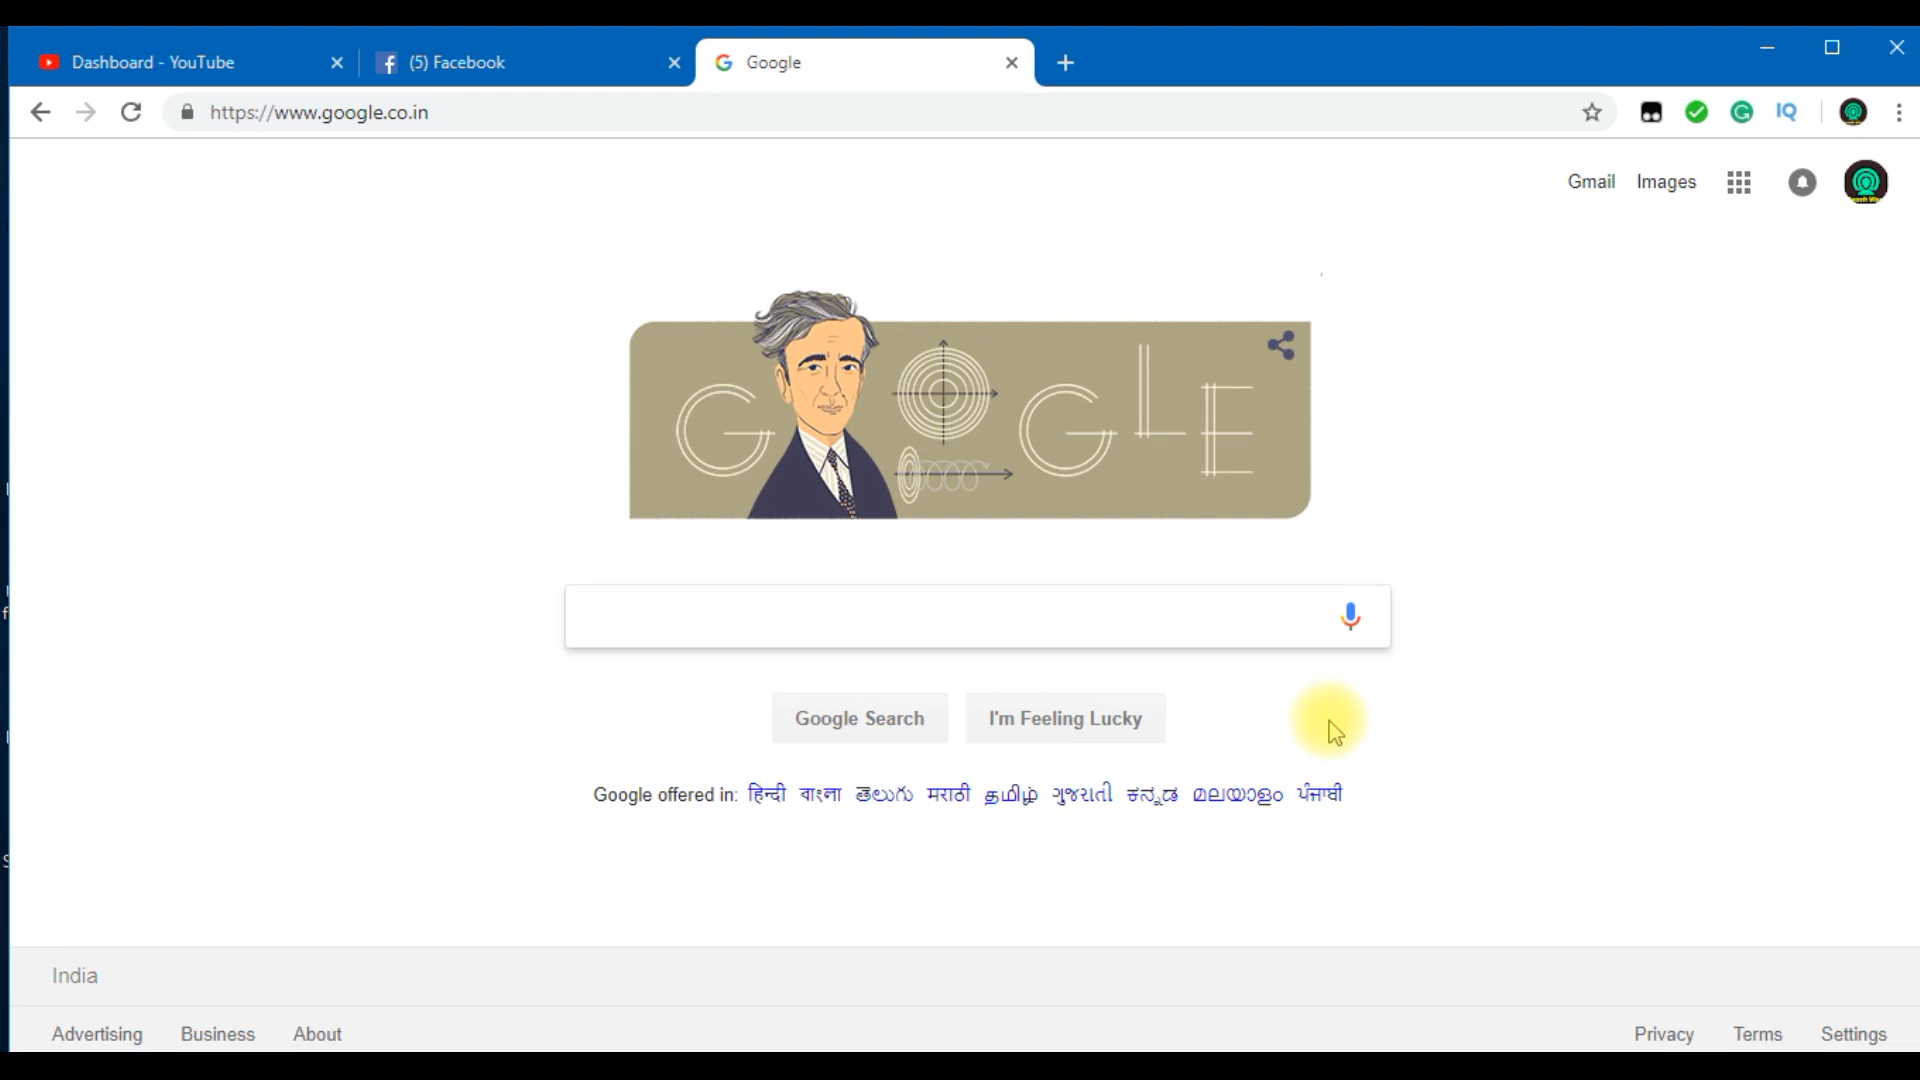 Dashboard - YouTube (5) Facebook Google
https://www.google.co.in IQ
Gmail Images
GOOGLE
Google Search I'm Feeling Lucky
Google offered in: हिन्दी বাংলা తెలుగు मराठी தமிழ் ગુજરાતી ಕನ್ನಡ മലയാളം ਪੰਜਾਬੀ
India
Advertising Business About Privacy Terms Settings